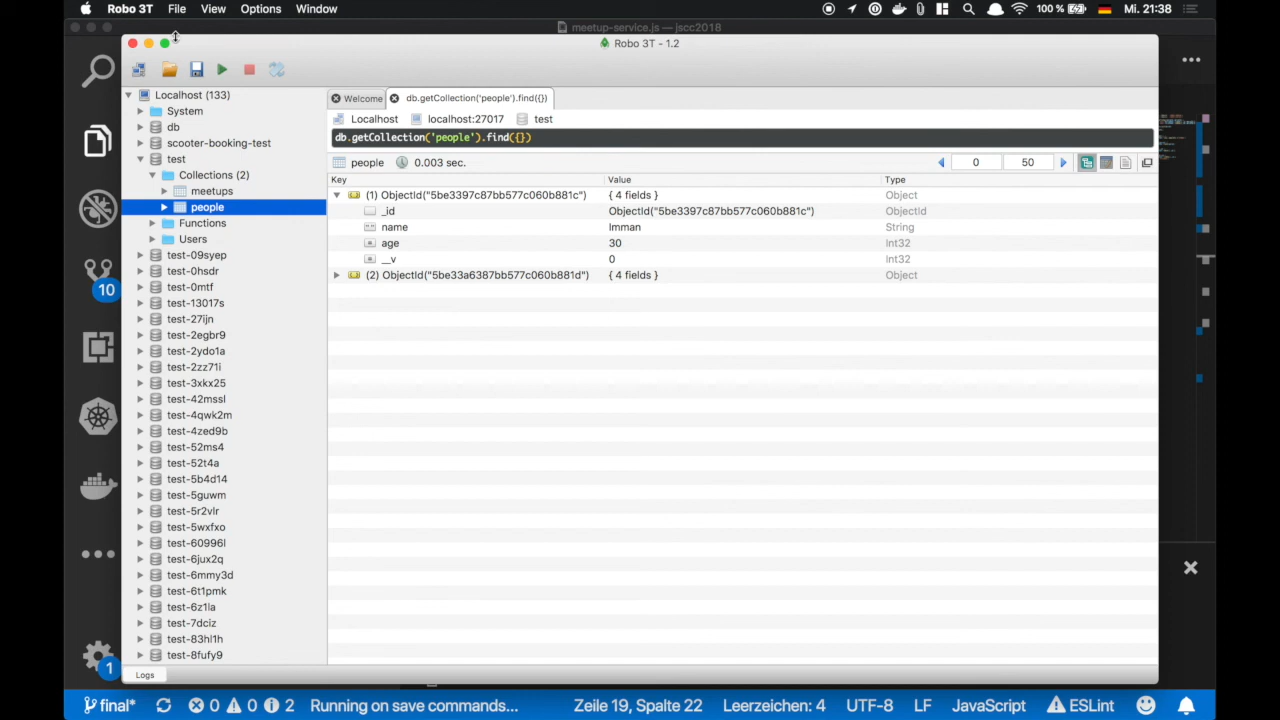 Robo 3T File View Options Window 100 % Mi. 21:38
meetup-service.js — jscc2018
Robo 3T - 1.2
Localhost (133)
System
db
scooter-booking-test
test
Collections (2)
meetups
people
Functions
Users
test-09syep
test-0hsdr
test-0mtf
test-13017s
test-27ijn
test-2egbr9
test-2ydo1a
test-2zz71i
test-3xkx25
test-42mssl
test-4qwk2m
test-4zed9b
test-52ms4
test-52t4a
test-5b4d14
test-5guwm
test-5r2vlr
test-5wxfxo
test-60996l
test-6jux2q
test-6mmy3d
test-6t1pmk
test-6z1la
test-7dciz
test-83hl1h
test-8fufy9
Welcome db.getCollection('people').find({})
Localhost localhost:27017 test
db.getCollection('people').find({})
people 0.003 sec. 0 50
Key Value Type
(1) ObjectId("5be3397c87bb577c060b881c") { 4 fields } Object
_id ObjectId("5be3397c87bb577c060b881c") ObjectId
name Imman String
age 30 Int32
__v 0 Int32
(2) ObjectId("5be33a6387bb577c060b881d") { 4 fields } Object
Logs
10
1
final* 0 0 2 Running on save commands... Zeile 19, Spalte 22 Leerzeichen: 4 UTF-8 LF JavaScript ESLint